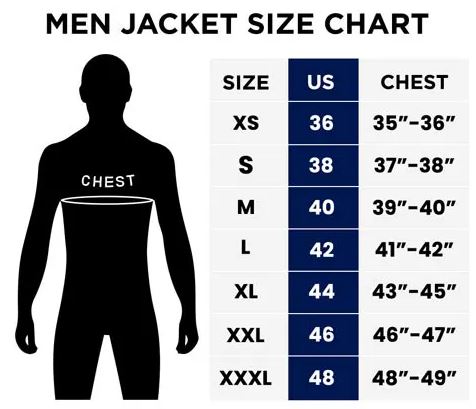 MEN JACKET SIZE CHART
CHEST
SIZE US CHEST
XS 36 35”-36”
S 38 37”-38”
M 40 39”-40”
L 42 41”-42”
XL 44 43”-45”
XXL 46 46”-47”
XXXL 48 48”-49”